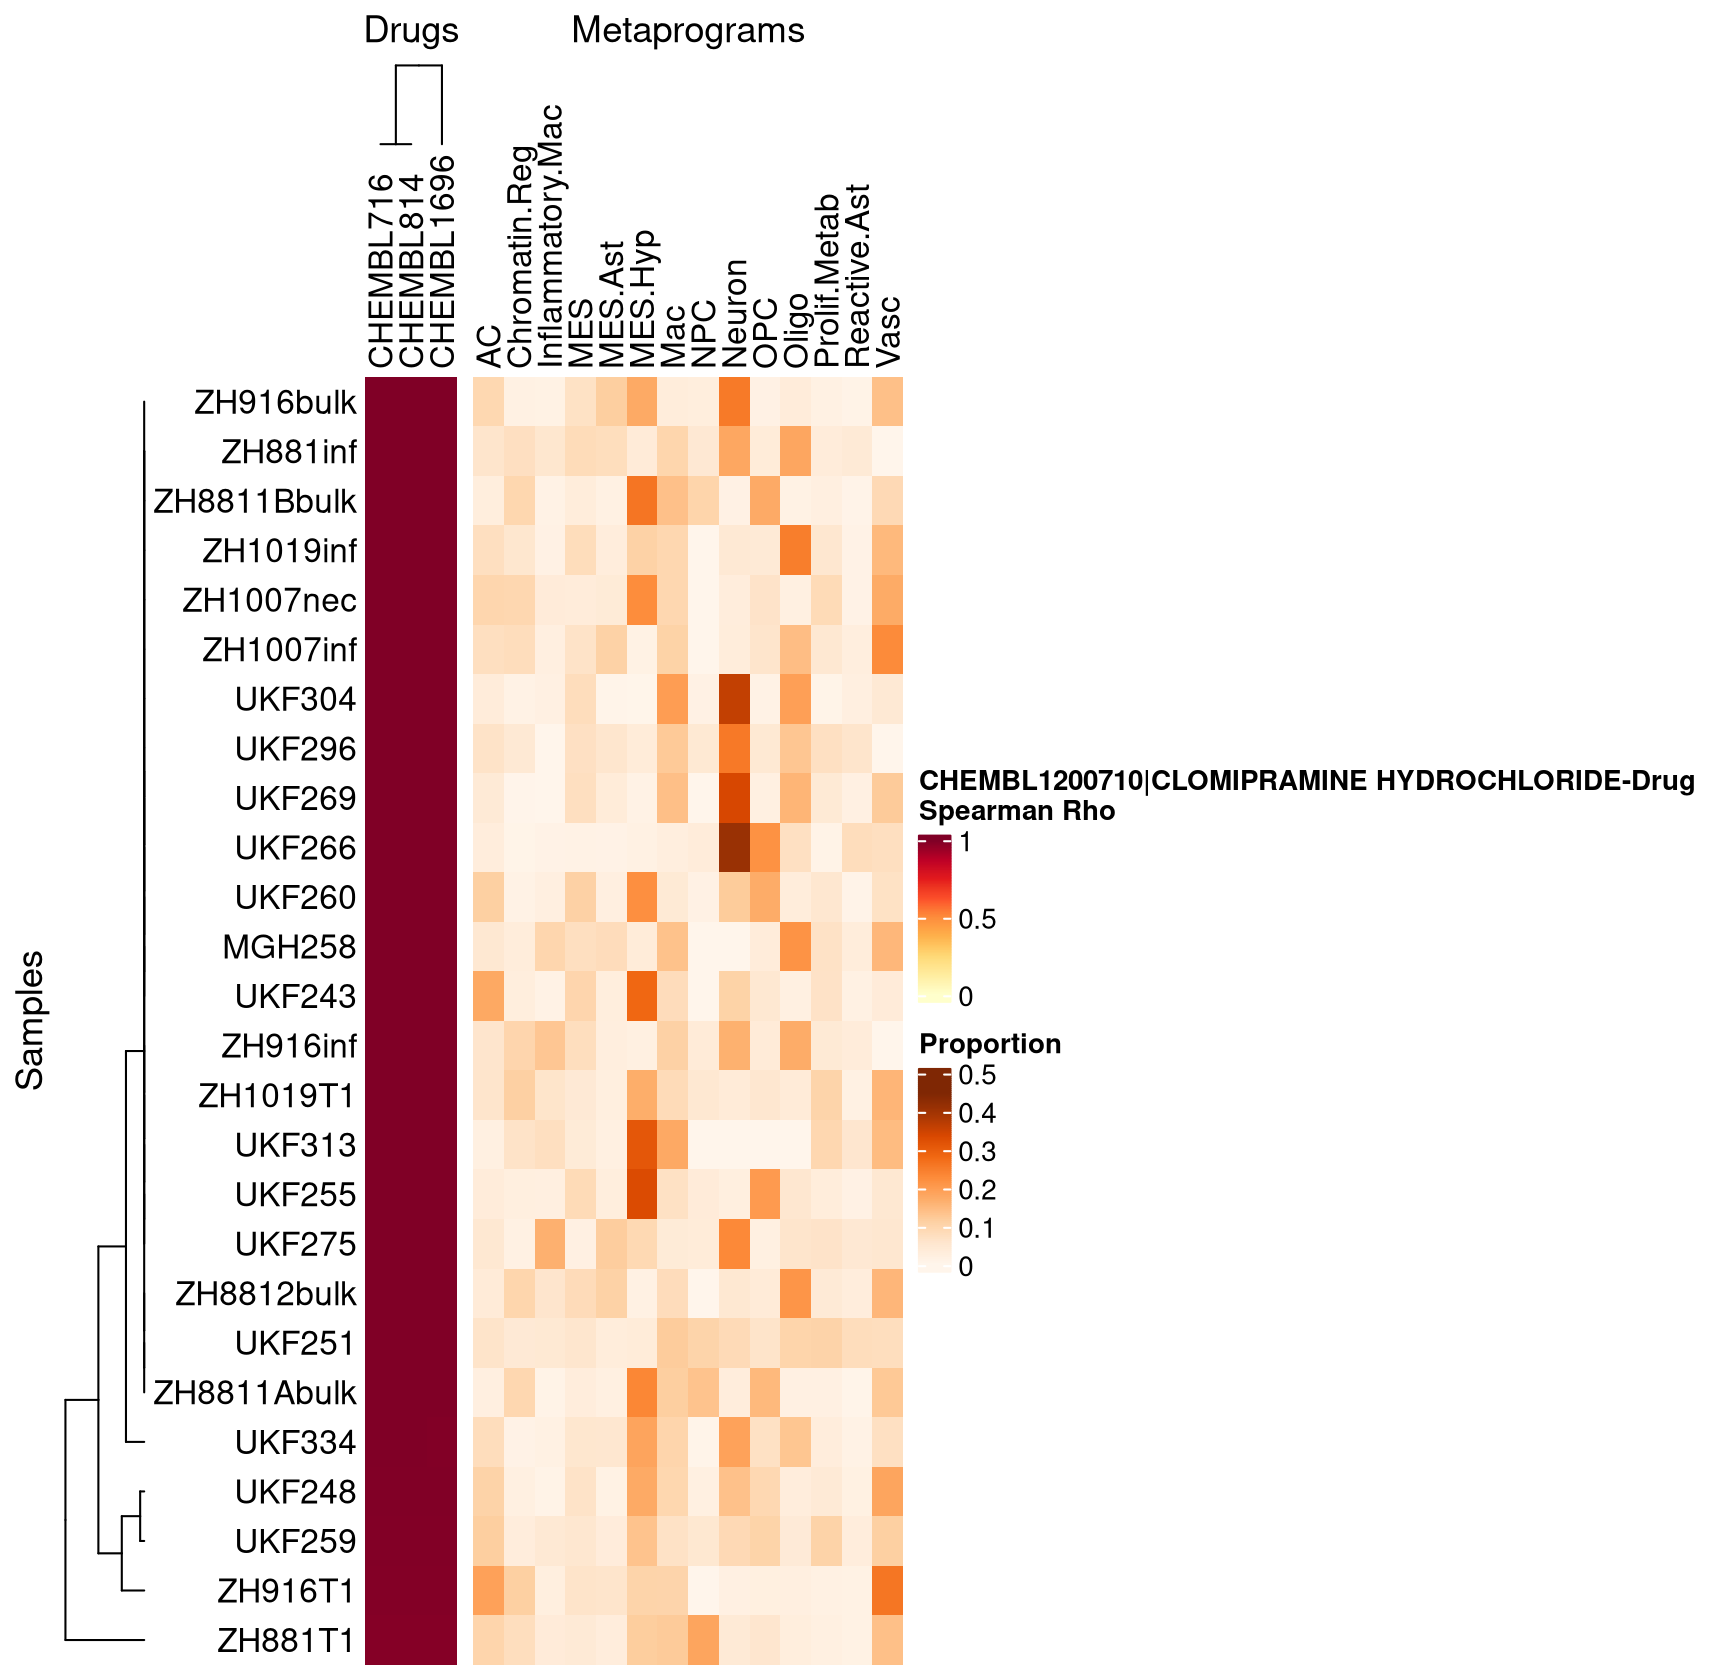 Drugs
Metaprograms
CHEMBL716
CHEMBL814
CHEMBL1696
AC
Chromatin.Reg
Inflammatory.Mac
MES
MES.Ast
MES.Hyp
Mac
NPC
Neuron
OPC
Oligo
Prolif.Metab
Reactive.Ast
Vasc
Samples
ZH916bulk
ZH881inf
ZH8811Bbulk
ZH1019inf
ZH1007nec
ZH1007inf
UKF304
UKF296
UKF269
UKF266
UKF260
MGH258
UKF243
ZH916inf
ZH1019T1
UKF313
UKF255
UKF275
ZH8812bulk
UKF251
ZH8811Abulk
UKF334
UKF248
UKF259
ZH916T1
ZH881T1
CHEMBL1200710|CLOMIPRAMINE HYDROCHLORIDE-Drug
Spearman Rho
1
0.5
0
Proportion
0.5
0.4
0.3
0.2
0.1
0